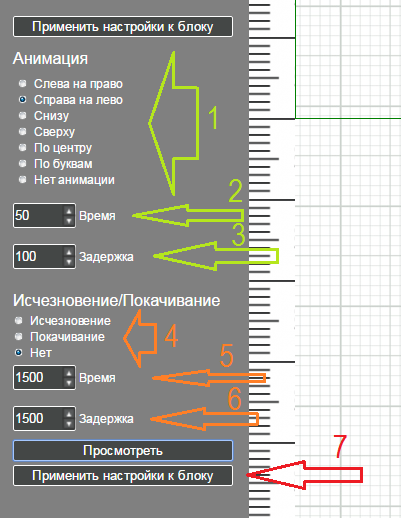 Применить настройки к блоку
Анимация
Слева на право
Справа на лево
Снизу
Сверху
По центру
По буквам
Нет анимации
1
2
50 Время
3
100 Задержка
Исчезновение/Покачивание
Исчезновение
Покачивание
Нет
4
5
1500 Время
6
1500 Задержка
Просмотреть
7
Применить настройки к блоку